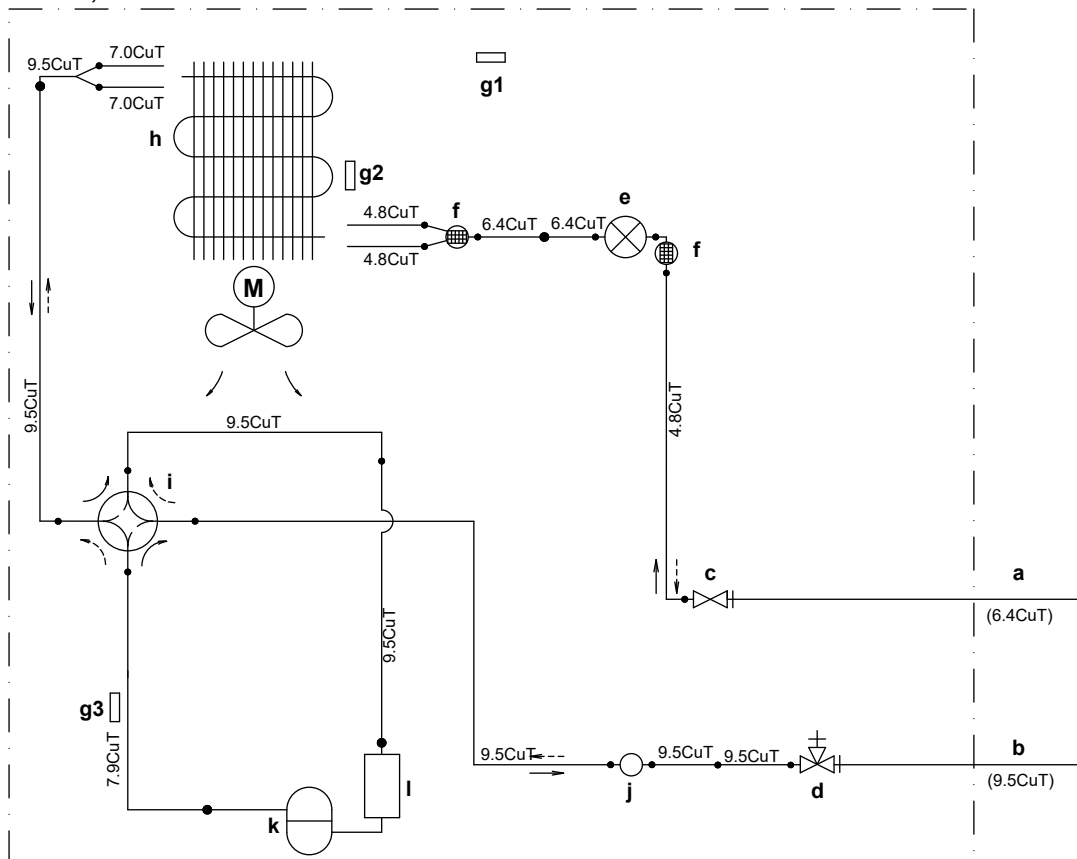 7.0CuT
9.5CuT
7.0CuT
g1
h
g2
f
4.8CuT
6.4CuT
6.4CuT
e
f
4.8CuT
M
9.5CuT
4.8CuT
9.5CuT
i
9.5CuT
c
a
(6.4CuT)
g3
7.9CuT
9.5CuT
9.5CuT
9.5CuT
b
j
d
(9.5CuT)
k
l